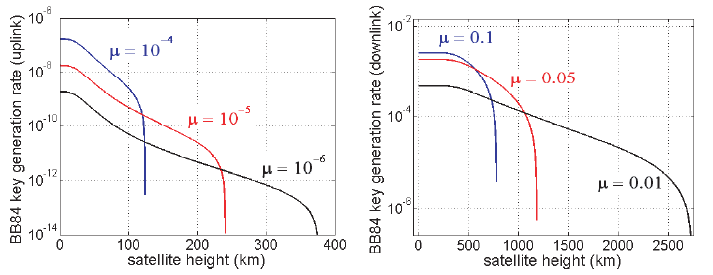 BB84 key generation rate (uplink)
10^-6
10^-8
10^-10
10^-12
10^-14
μ = 10^-4
μ = 10^-5
μ = 10^-6
0 100 200 300 400
satellite height (km)
BB84 key generation rate (downlink)
10^-2
10^-4
10^-6
μ = 0.1
μ = 0.05
μ = 0.01
0 500 1000 1500 2000 2500
satellite height (km)